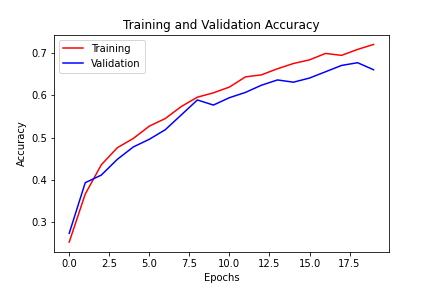 Training and Validation Accuracy
Training
Validation
Accuracy
0.7
0.6
0.5
0.4
0.3
0.0 2.5 5.0 7.5 10.0 12.5 15.0 17.5
Epochs